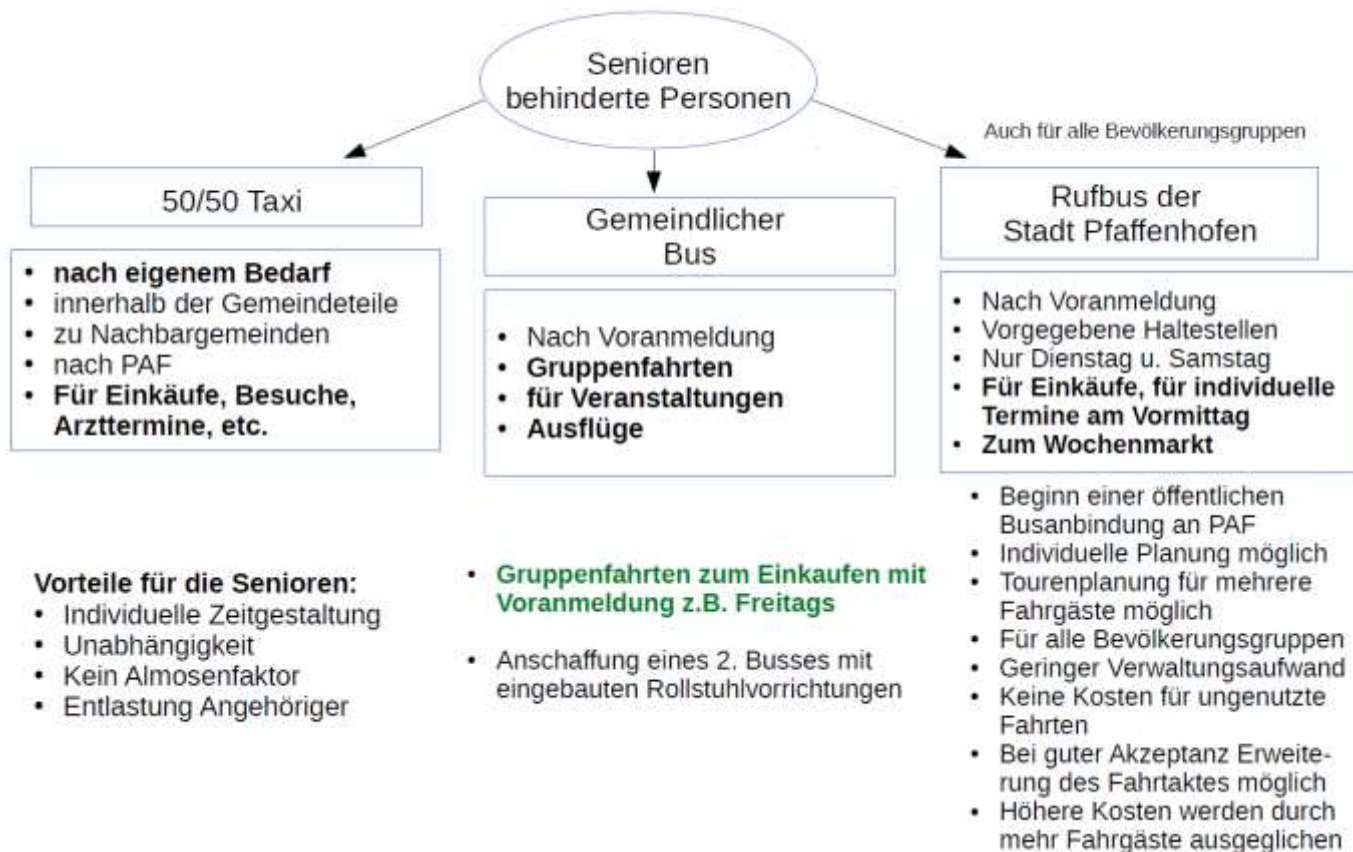 Senioren
behinderte Personen
Auch für alle Bevölkerungsgruppen
50/50 Taxi
• nach eigenem Bedarf
• innerhalb der Gemeindeteile
• zu Nachbargemeinden
• nach PAF
• Für Einkäufe, Besuche,
Arzttermine, etc.
Vorteile für die Senioren:
• Individuelle Zeitgestaltung
• Unabhängigkeit
• Kein Almosenfaktor
• Entlastung Angehöriger
Gemeindlicher
Bus
• Nach Voranmeldung
• Gruppenfahrten
• für Veranstaltungen
• Ausflüge
• Gruppenfahrten zum Einkaufen mit
Voranmeldung z.B. Freitags
• Anschaffung eines 2. Busses mit
eingebauten Rollstuhlvorrichtungen
Rufbus der
Stadt Pfaffenhofen
• Nach Voranmeldung
• Vorgegebene Haltestellen
• Nur Dienstag u. Samstag
• Für Einkäufe, für individuelle
Termine am Vormittag
• Zum Wochenmarkt
• Beginn einer öffentlichen
Busanbindung an PAF
• Individuelle Planung möglich
• Tourenplanung für mehrere
Fahrgäste möglich
• Für alle Bevölkerungsgruppen
• Geringer Verwaltungsaufwand
• Keine Kosten für ungenutzte
Fahrten
• Bei guter Akzeptanz Erweite-
rung des Fahrtaktes möglich
• Höhere Kosten werden durch
mehr Fahrgäste ausgeglichen